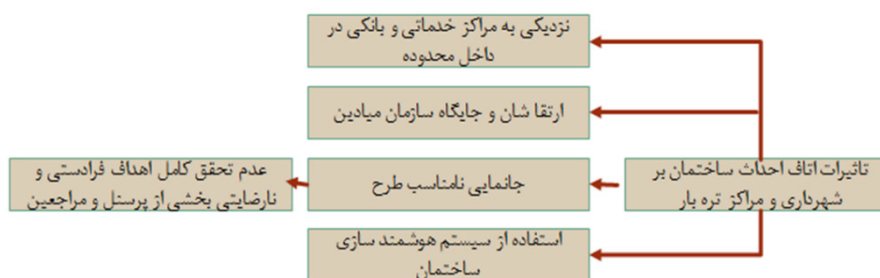 نزدیکی به مراکز خدماتی و بانکی در
داخل محدوده
ارتقا شان و جایگاه سازمان میادین
تاثیرات اتاف احداث ساختمان بر
شهرداری و مراکز تره بار
جانمایی نامناسب طرح
عدم تحقق کامل اهداف فرادستی و
نارضایتی بخشی از پرسنل و مراجعین
استفاده از سیستم هوشمند سازی
ساختمان